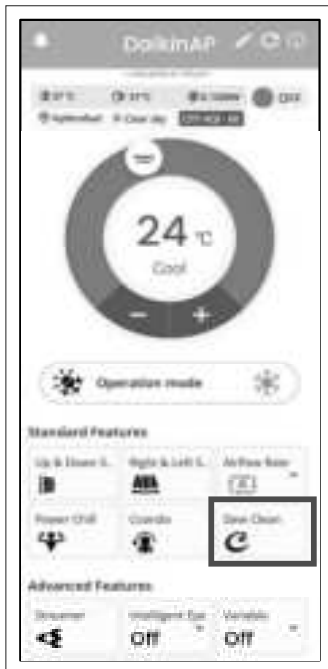 DaikinAP
OFF
24 °C
Cool
Operation mode
Standard Features
Up & Down S.. Right & Left S.. Airflow Rate
Power Chill Coanda Dew Clean
Advanced Features
Streamer Intelligent Eye Variable
Off Off